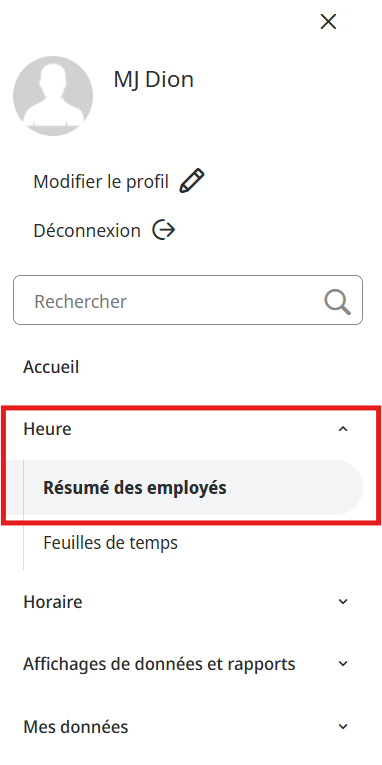 MJ Dion
Modifier le profil
Déconnexion
Rechercher
Accueil
Heure
Résumé des employés
Feuilles de temps
Horaire
Affichages de données et rapports
Mes données